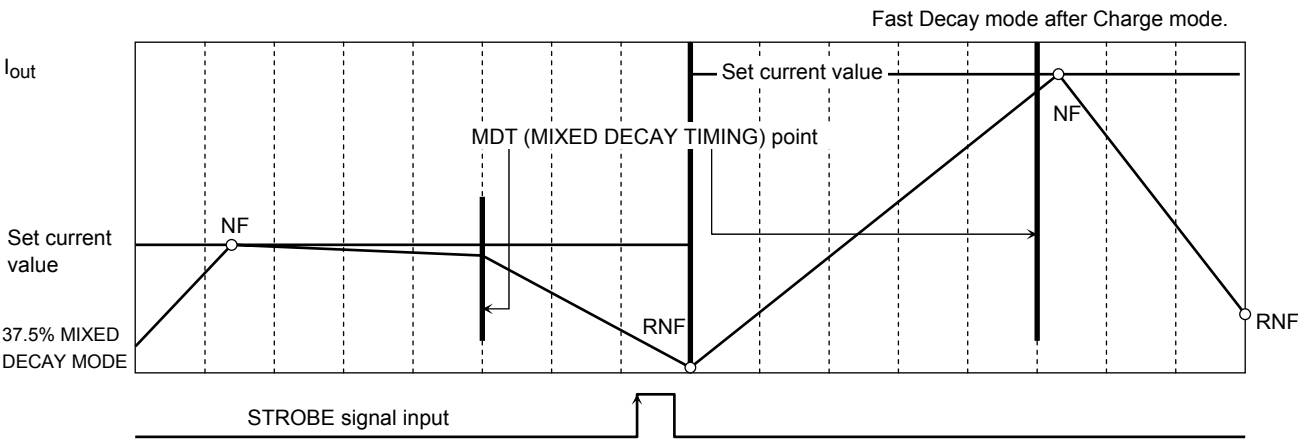 Fast Decay mode after Charge mode.
Iout
Set current value
NF
MDT (MIXED DECAY TIMING) point
NF
Set current
value
RNF
RNF
37.5% MIXED
DECAY MODE
STROBE signal input